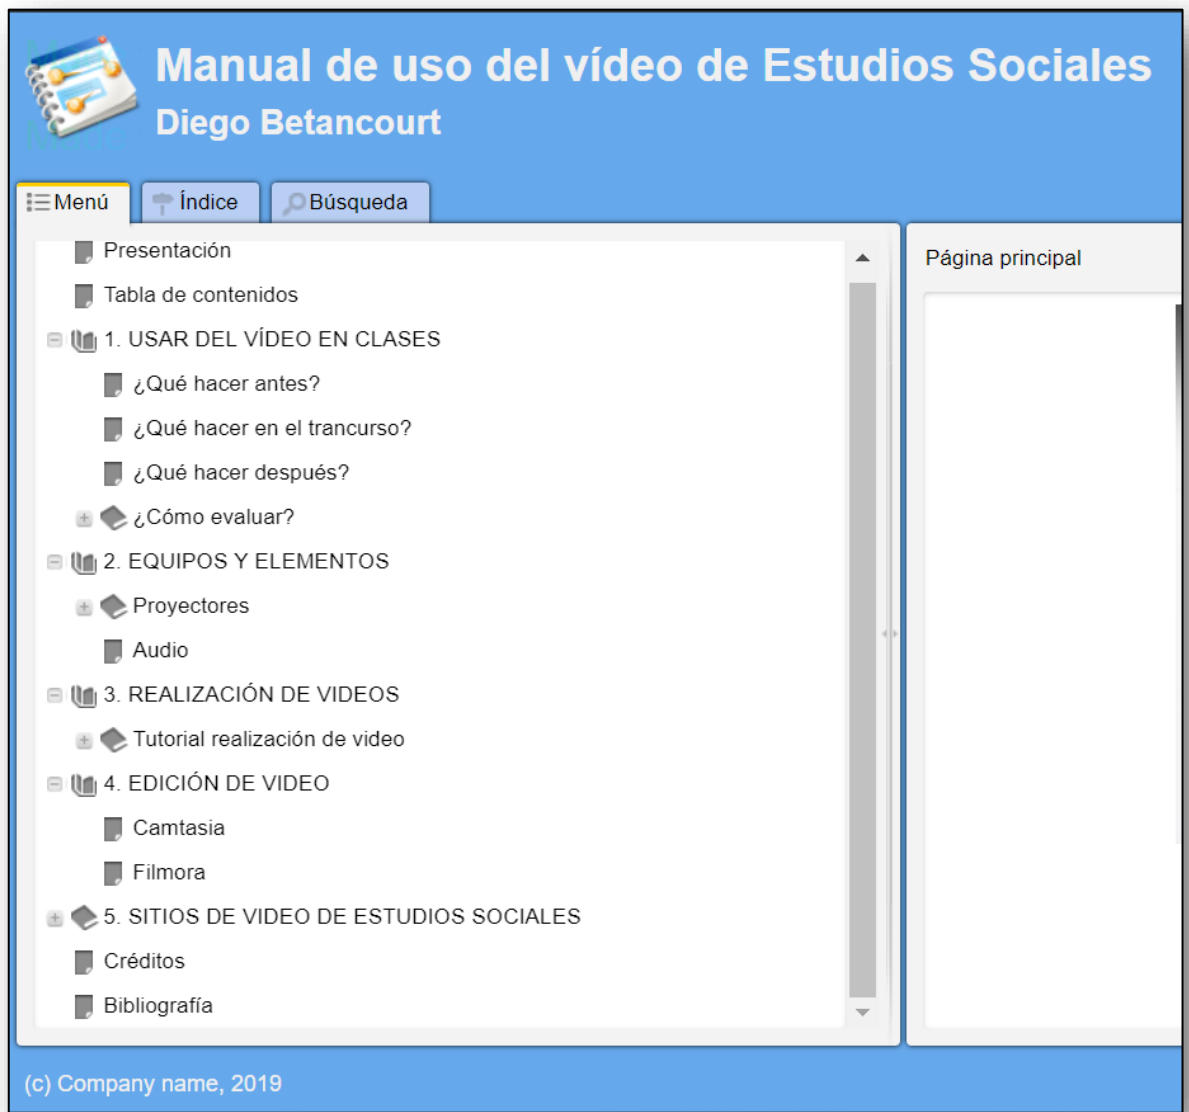 Manual de uso del vídeo de Estudios Sociales
Diego Betancourt
Menú
Índice
Búsqueda
Presentación
Tabla de contenidos
1. USAR DEL VÍDEO EN CLASES
¿Qué hacer antes?
¿Qué hacer en el trancurso?
¿Qué hacer después?
¿Cómo evaluar?
2. EQUIPOS Y ELEMENTOS
Proyectores
Audio
3. REALIZACIÓN DE VIDEOS
Tutorial realización de video
4. EDICIÓN DE VIDEO
Camtasia
Filmora
5. SITIOS DE VIDEO DE ESTUDIOS SOCIALES
Créditos
Bibliografía
Página principal
(c) Company name, 2019